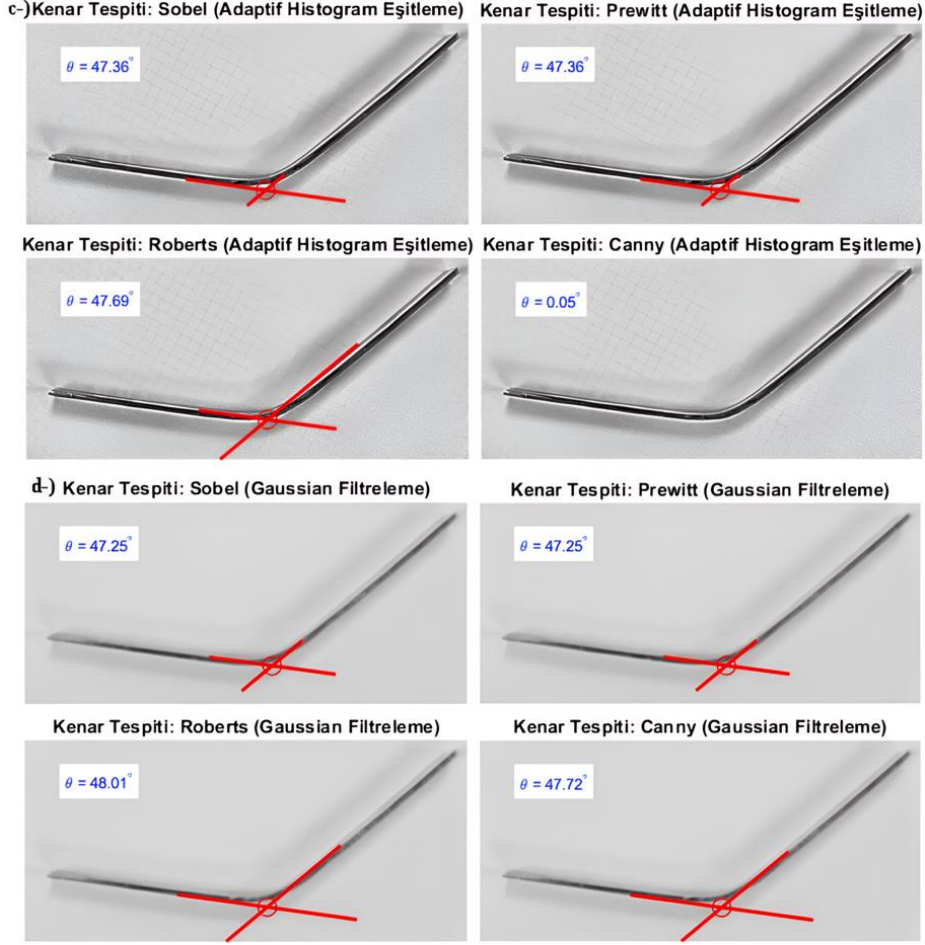 c-)Kenar Tespiti: Sobel (Adaptif Histogram Eşitleme)
Kenar Tespiti: Prewitt (Adaptif Histogram Eşitleme)
θ = 47.36°
θ = 47.36°
Kenar Tespiti: Roberts (Adaptif Histogram Eşitleme)
Kenar Tespiti: Canny (Adaptif Histogram Eşitleme)
θ = 47.69°
θ = 0.05°
d-) Kenar Tespiti: Sobel (Gaussian Filtreleme)
Kenar Tespiti: Prewitt (Gaussian Filtreleme)
θ = 47.25°
θ = 47.25°
Kenar Tespiti: Roberts (Gaussian Filtreleme)
Kenar Tespiti: Canny (Gaussian Filtreleme)
θ = 48.01°
θ = 47.72°